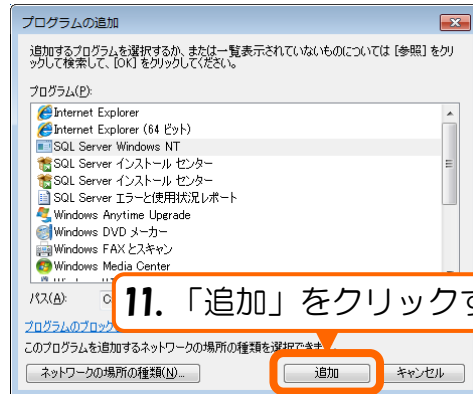 プログラムの追加
追加するプログラムを選択するか、または一覧表示されていないものについては [参照] をクリ
ックして検索して、[OK] をクリックしてください。
プログラム(P):
Internet Explorer
Internet Explorer (64 ビット)
SQL Server Windows NT
SQL Server インストール センター
SQL Server インストール センター
SQL Server エラーと使用状況レポート
Windows Anytime Upgrade
Windows DVD メーカー
Windows FAX とスキャン
Windows Media Center
パス(A):
11. 「追加」をクリックす
プログラムのブロック
このプログラムを追加するネットワークの場所の種類を選択できま
ネットワークの場所の種類(N)...
追加
キャンセル